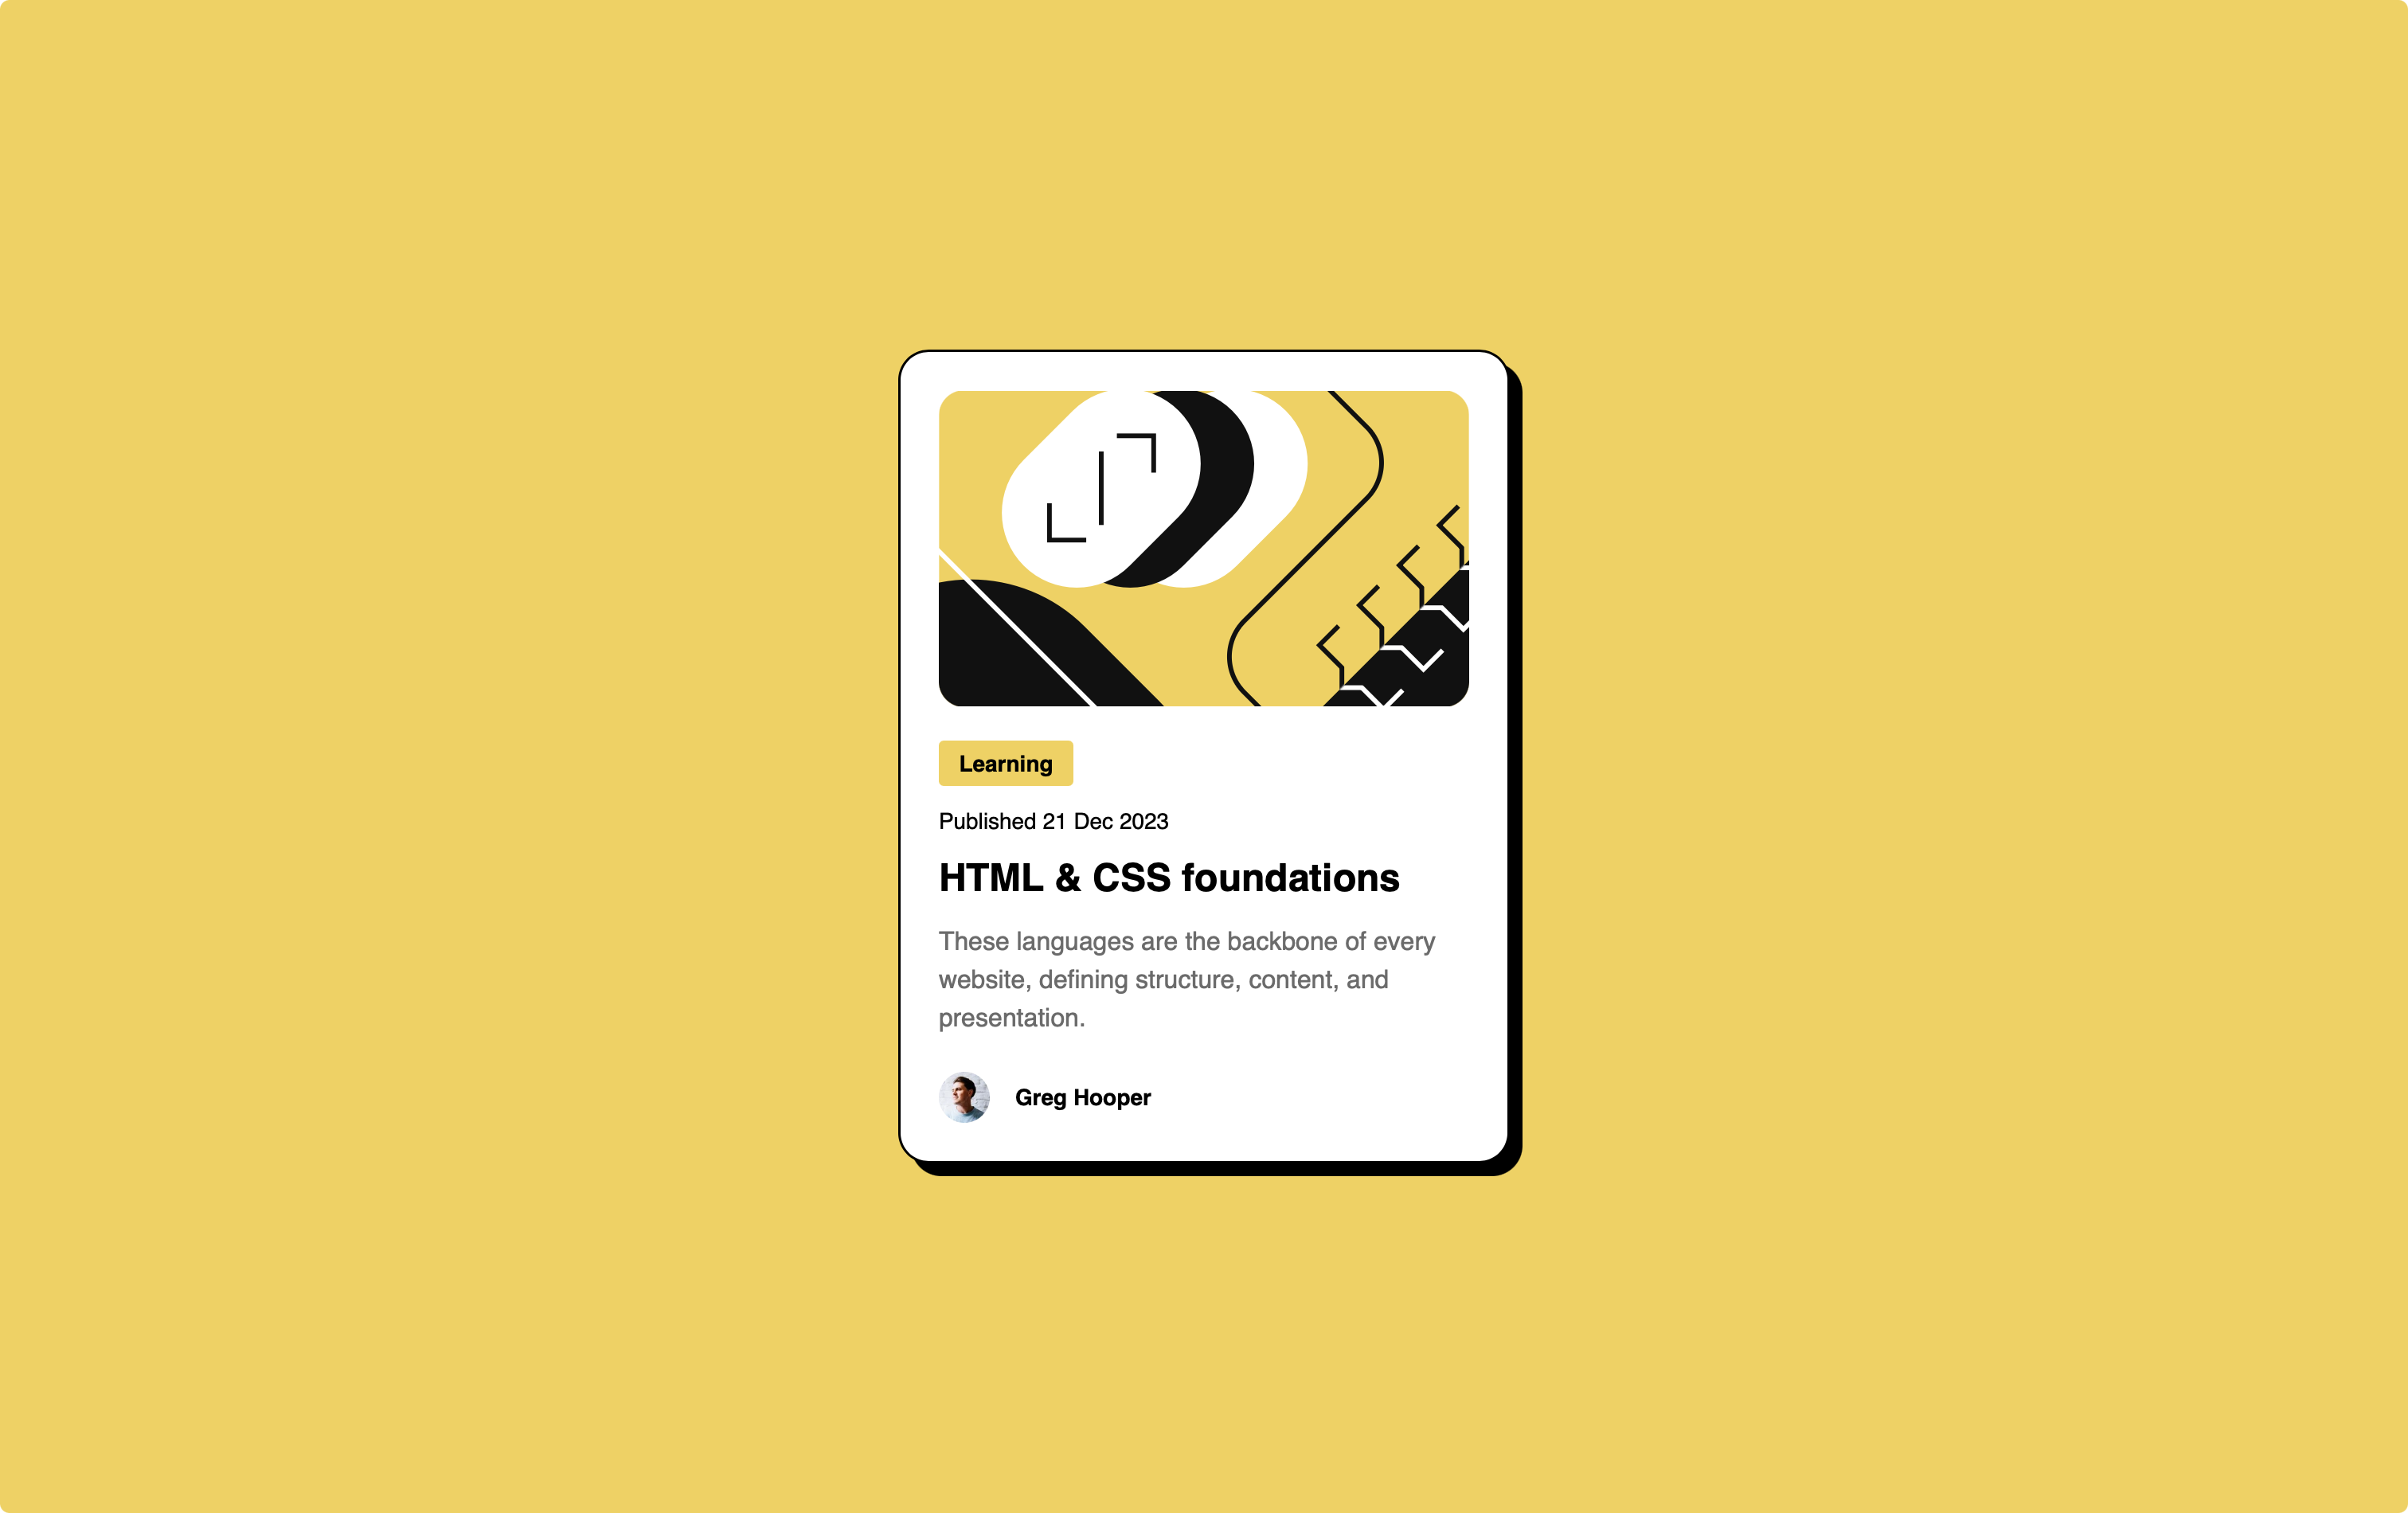 Learning
Published 21 Dec 2023
HTML & CSS foundations
These languages are the backbone of every
website, defining structure, content, and
presentation.
Greg Hooper